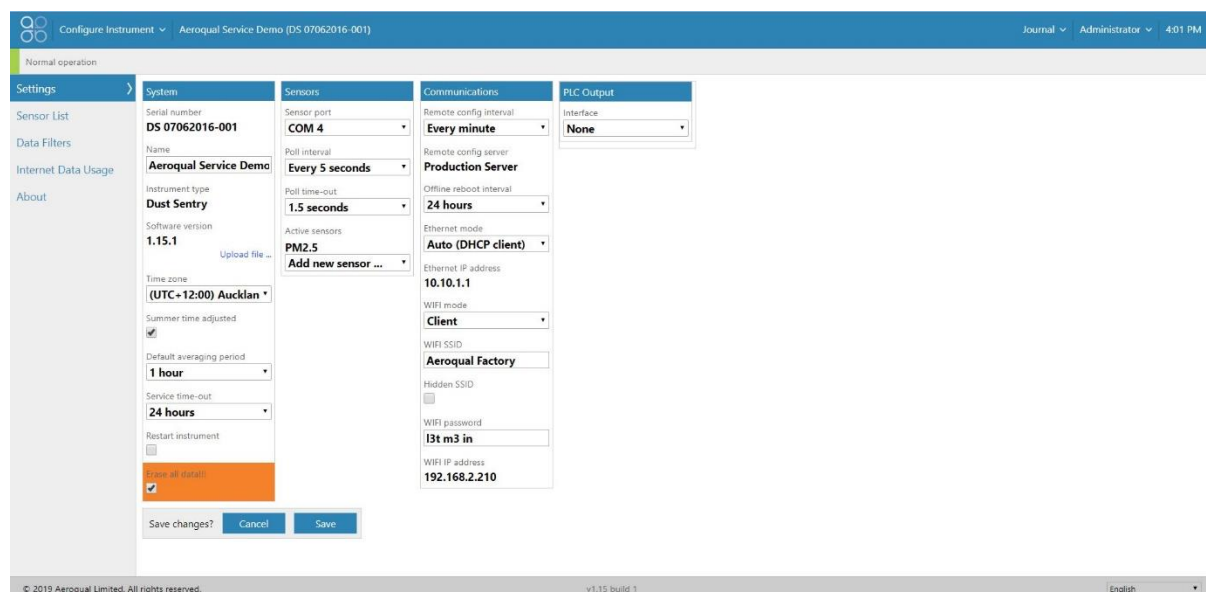 Configure Instrument
Aeroqual Service Demo (DS 07062016-001)
Journal
Administrator
4:01 PM
Normal operation
Settings
Sensor List
Data Filters
Internet Data Usage
About
System
Serial number
DS 07062016-001
Name
Aeroqual Service Demo
Instrument type
Dust Sentry
Software version
1.15.1
Upload file ...
Time zone
(UTC+12:00) Aucklan
Summer time adjusted
Default averaging period
1 hour
Service time-out
24 hours
Restart instrument
Erase all data!!!
Save changes?
Cancel
Save
Sensors
Sensor port
COM 4
Poll interval
Every 5 seconds
Poll time-out
1.5 seconds
Active sensors
PM2.5
Add new sensor ...
Communications
Remote config interval
Every minute
Remote config server
Production Server
Offline reboot interval
24 hours
Ethernet mode
Auto (DHCP client)
Ethernet IP address
10.10.1.1
WIFI mode
Client
WIFI SSID
Aeroqual Factory
Hidden SSID
WIFI password
l3t m3 in
WIFI IP address
192.168.2.210
PLC Output
Interface
None
© 2019 Aeroqual Limited. All rights reserved.
v1.15 build 1
English